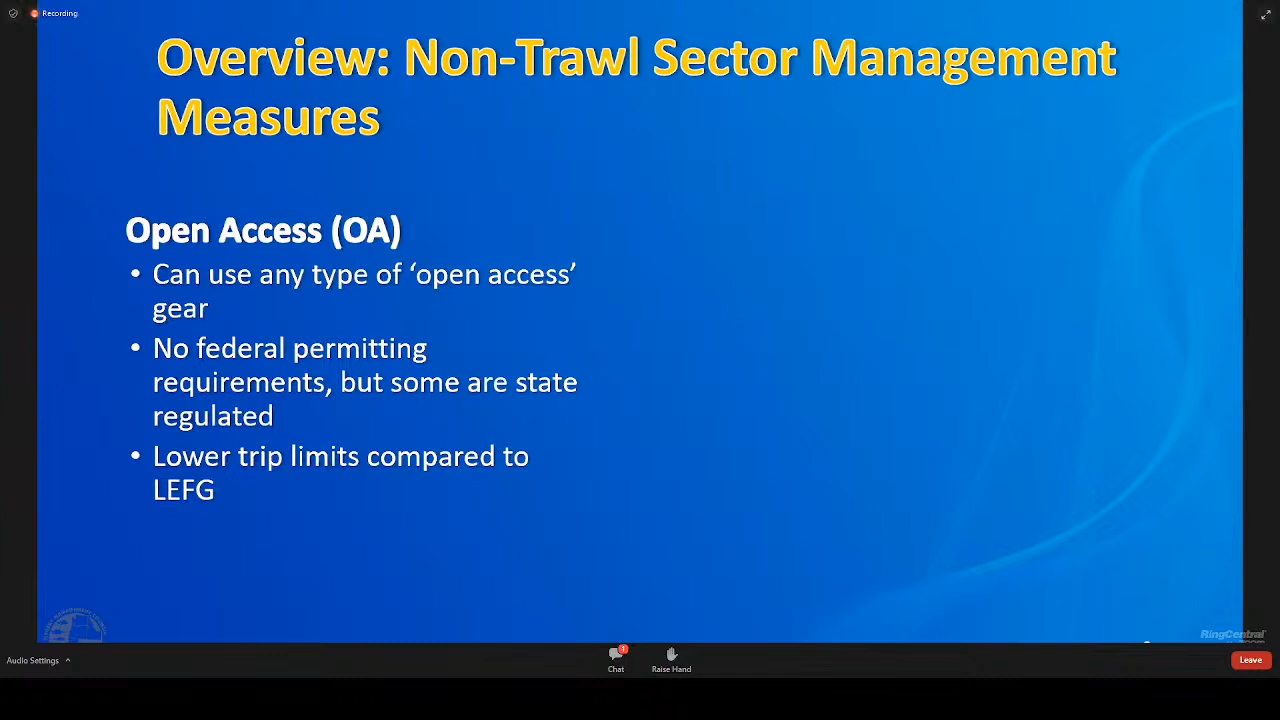 Recording
Overview: Non-Trawl Sector Management
Measures
Open Access (OA)
• Can use any type of ‘open access’
gear
• No federal permitting
requirements, but some are state
regulated
• Lower trip limits compared to
LEFG
RingCentral
Audio Settings
1
Chat
Raise Hand
Leave